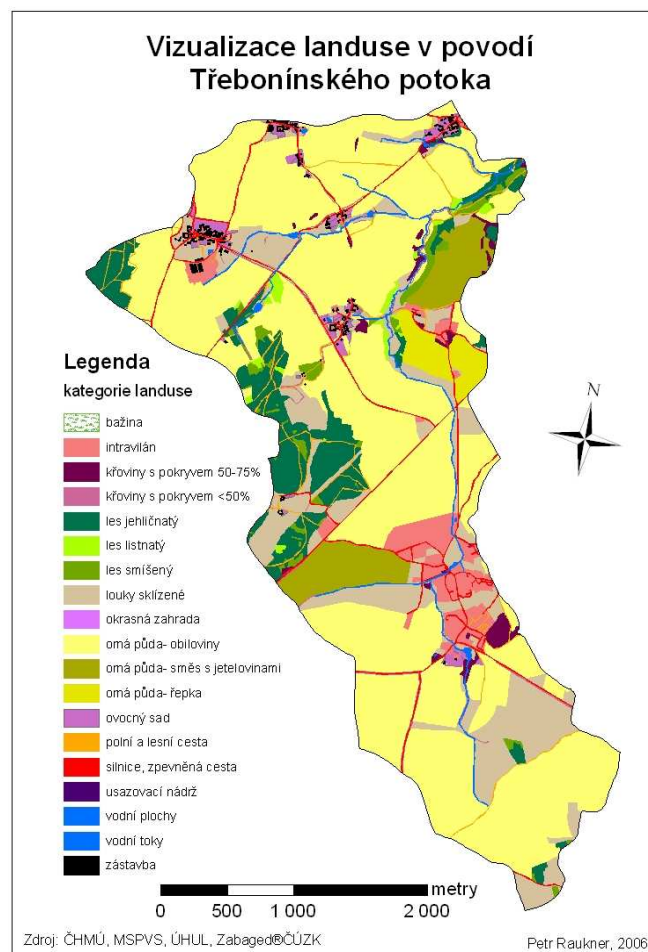 Vizualizace landuse v povodí
Třebonínského potoka
Legenda
kategorie landuse
bažina
intravilán
křoviny s pokryvem 50-75%
křoviny s pokryvem <50%
les jehličnatý
les listnatý
les smíšený
louky sklízené
okrasná zahrada
orná půda- obiloviny
orná půda- směs s jetelovinami
orná půda- řepka
ovocný sad
polní a lesní cesta
silnice, zpevněná cesta
usazovací nádrž
vodní plochy
vodní toky
zástavba
N
metry
0 500 1 000 2 000
Zdroj: ČHMÚ, MSPVS, ÚHUL, Zabaged®ČÚZK
Petr Raukner, 2006